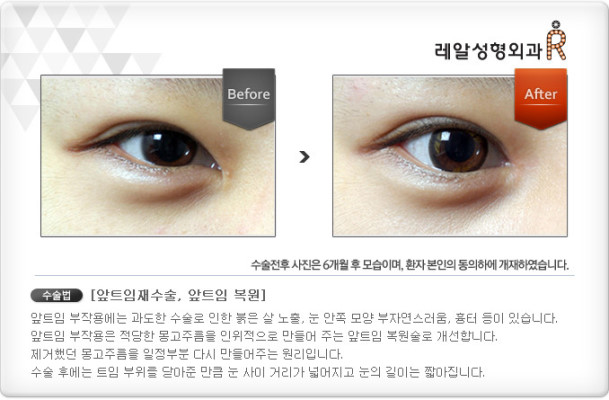 레알성형외과
Before
After
수술전후 사진은 6개월 후 모습이며, 환자 본인의 동의하에 개재하였습니다.
수술법 [앞트임재수술, 앞트임 복원]
앞트임 부작용에는 과도한 수술로 인한 붉은 살 노출, 눈 안쪽 모양 부자연스러움, 흉터 등이 있습니다.
앞트임 부작용은 적당한 몽고주름을 인위적으로 만들어 주는 앞트임 복원술로 개선합니다.
제거했던 몽고주름을 일정부분 다시 만들어주는 원리입니다.
수술 후에는 트임 부위를 닫아준 만큼 눈 사이 거리가 넓어지고 눈의 길이는 짧아집니다.